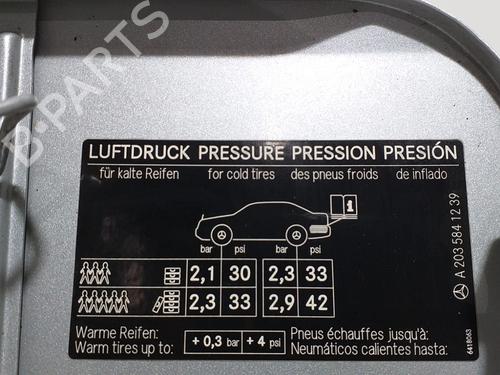 B-PARTS
LUFTDRUCK PRESSURE PRESSION PRESIÓN
für kalte Reifen for cold tires des pneus froids de inflado
i
bar psi bar psi
2,1 30 2,3 33
2,3 33 2,9 42
Warme Reifen: Pneus échauffes jusqu'à:
Warm tires up to: + 0,3 bar + 4 psi Neumáticos calientes hasta:
A 203 584 12 39
6418063